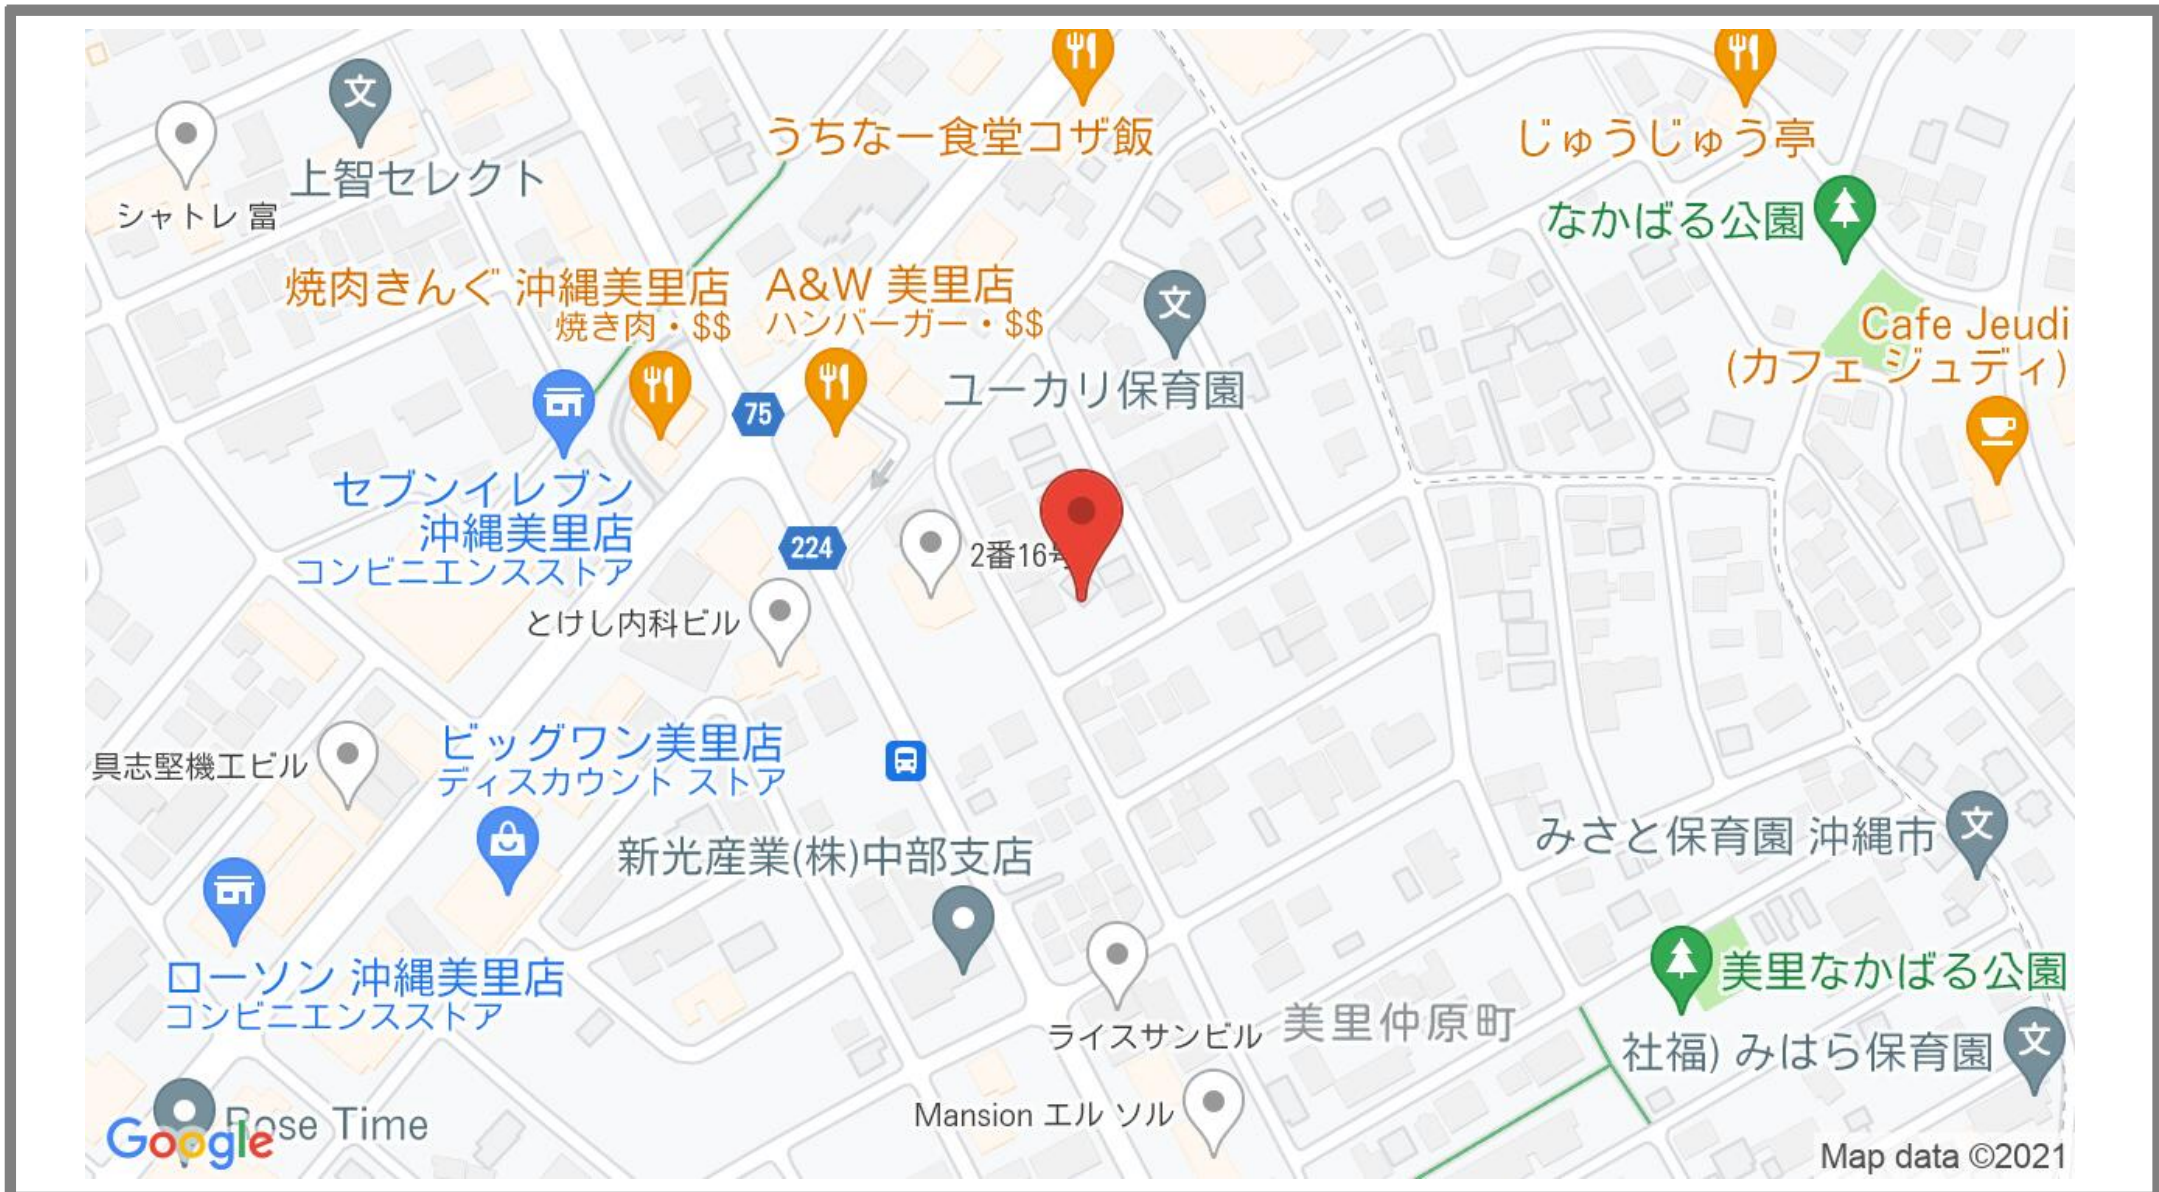 うちなー食堂コザ飯
じゅうじゅう亭
上智セレクト
シャトレ 富
なかばる公園
焼肉きんぐ 沖縄美里店
焼き肉・$$
A&W 美里店
ハンバーガー・$$
Cafe Jeudi
(カフェ ジュディ)
ユーカリ保育園
75
セブンイレブン
沖縄美里店
コンビニエンスストア
224
2番16号
とけし内科ビル
ビッグワン美里店
ディスカウント ストア
具志堅機工ビル
新光産業(株)中部支店
みさと保育園 沖縄市
ローソン 沖縄美里店
コンビニエンスストア
美里なかばる公園
ライスサンビル
美里仲原町
社福) みはら保育園
Mansion エル ソル
Rose Time
Google
Map data ©2021
文
文
文
文